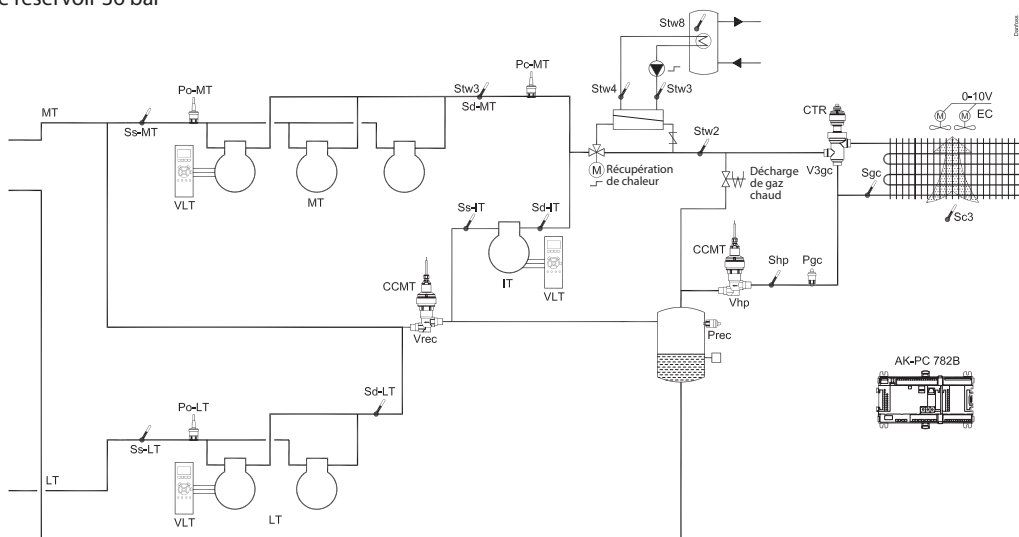 e réservoir 36 bar
Danfoss
Stw8
0-10V
EC
M
M
Po-MT
Pc-MT
Stw3
Sd-MT
Stw4
Stw3
CTR
MT
Ss-MT
Stw2
V3gc
M
Récupération
de chaleur
Décharge
de gaz
chaud
Sgc
VLT
MT
Sc3
Ss-IT
Sd-IT
CCMT
Shp
Pgc
CCMT
IT
VLT
Vhp
Vrec
Prec
AK-PC 782B
Sd-LT
Po-LT
Ss-LT
LT
VLT
LT